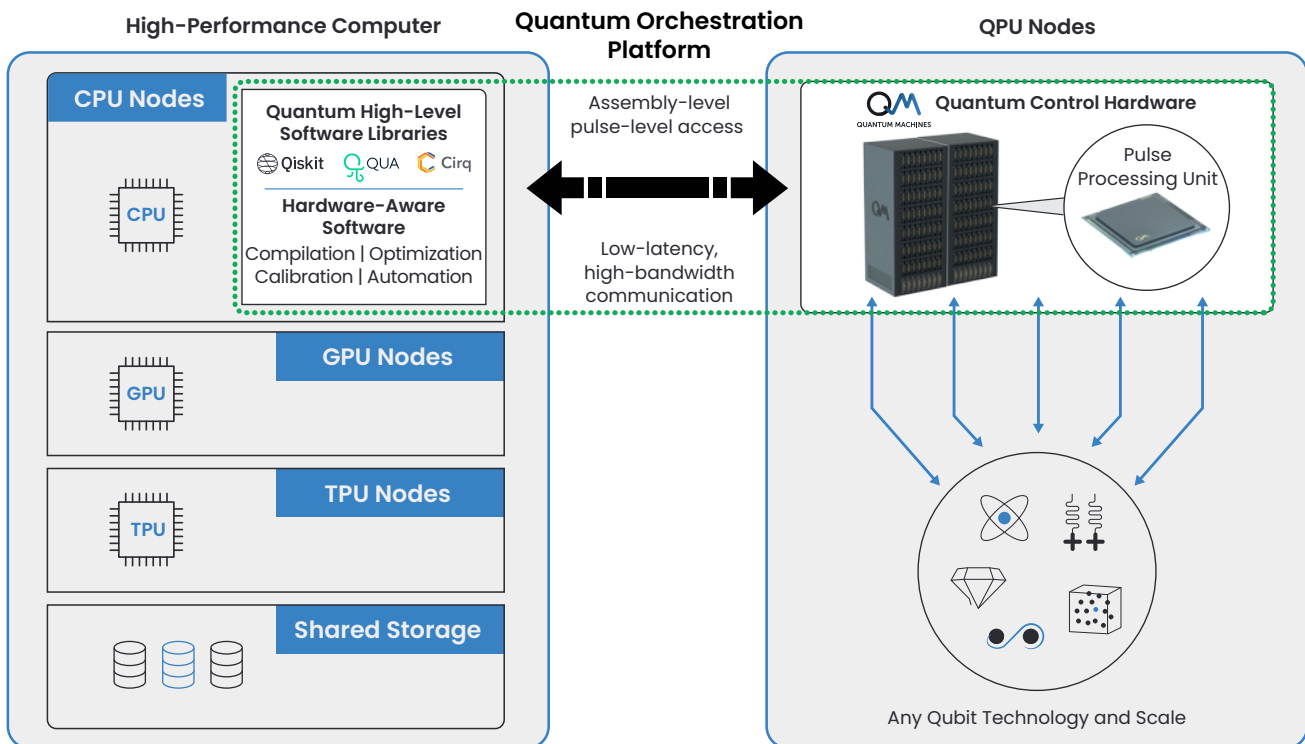 High-Performance Computer
Quantum Orchestration
Platform
QPU Nodes
CPU Nodes
CPU
Quantum High-Level
Software Libraries
Qiskit QUA Cirq
Hardware-Aware
Software
Compilation | Optimization
Calibration | Automation
Assembly-level
pulse-level access
Low-latency,
high-bandwidth
communication
QM
QUANTUM MACHINES
Quantum Control Hardware
QM
Pulse
Processing Unit
QM
GPU Nodes
GPU
TPU Nodes
TPU
Shared Storage
Any Qubit Technology and Scale